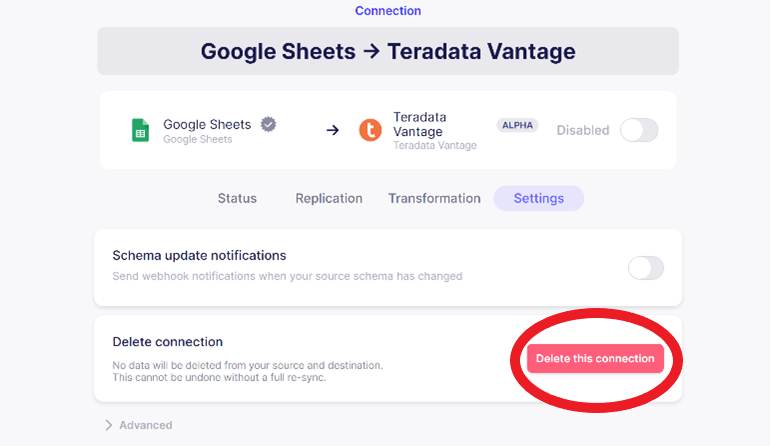 Connection
Google Sheets → Teradata Vantage
Google Sheets
Google Sheets
→
Teradata
Vantage
Teradata Vantage
ALPHA
Disabled
Status Replication Transformation Settings
Schema update notifications
Send webhook notifications when your source schema has changed
Delete connection
No data will be deleted from your source and destination.
This cannot be undone without a full re-sync.
Delete this connection
Advanced